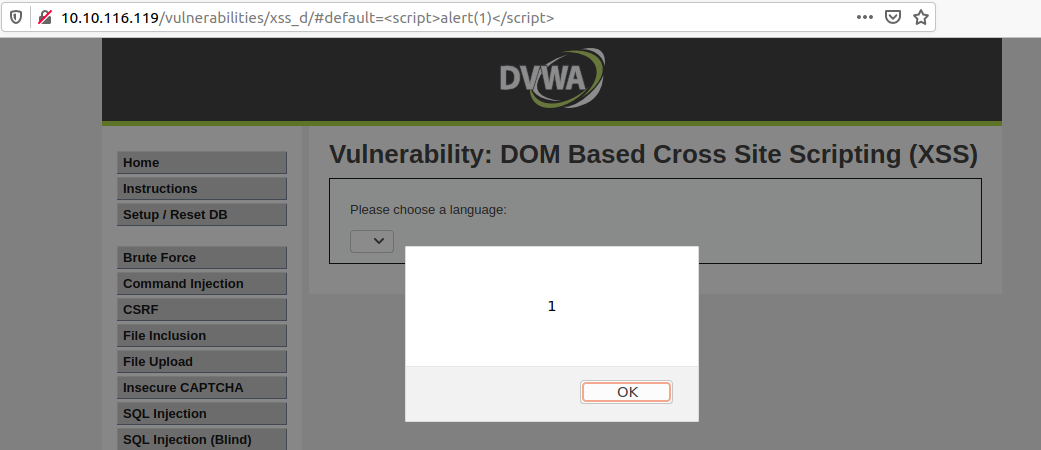 10.10.116.119/vulnerabilities/xss_d/#default=<script>alert(1)</script>
DVWA
Vulnerability: DOM Based Cross Site Scripting (XSS)
Home
Instructions
Setup / Reset DB
Please choose a language:
Brute Force
Command Injection
CSRF
File Inclusion
File Upload
Insecure CAPTCHA
SQL Injection
SQL Injection (Blind)
1
OK